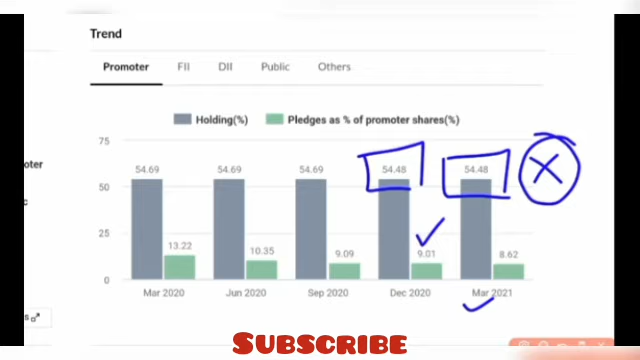 Trend
Promoter FII DII Public Others
Holding(%) Pledges as % of promoter shares(%)
75
50
25
0
54.69 54.69 54.69 54.48 54.48
13.22 10.35 9.09 9.01 8.62
Mar 2020 Jun 2020 Sep 2020 Dec 2020 Mar 2021
oter
c
s
SUBSCRIBE